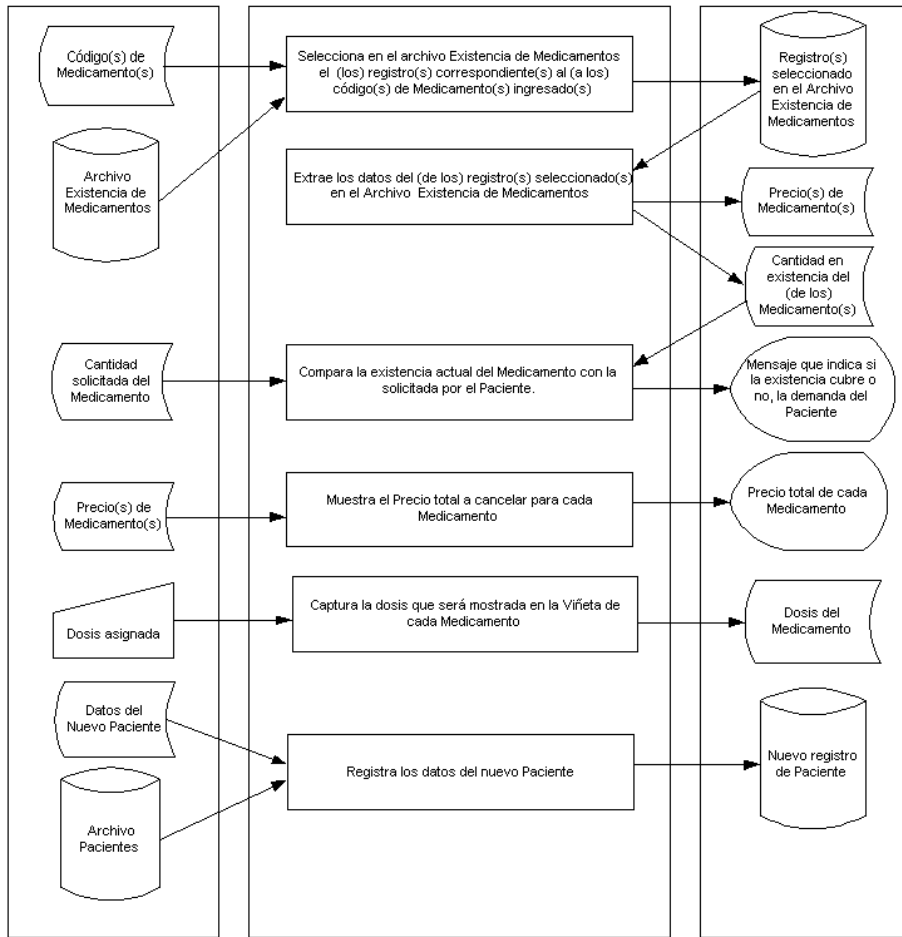 Código(s) de
Medicamento(s)
Selecciona en el archivo Existencia de Medicamentos
el (los) registro(s) correspondiente(s) al (a los)
código(s) de Medicamento(s) ingresado(s)
Registro(s)
seleccionado
en el Archivo
Existencia de
Medicamentos
Archivo
Existencia de
Medicamentos
Extrae los datos del (de los) registro(s) seleccionado(s)
en el Archivo Existencia de Medicamentos
Precio(s) de
Medicamento(s)
Cantidad en
existencia del
(de los)
Medicamento(s)
Cantidad
solicitada del
Medicamento
Compara la existencia actual del Medicamento con la
solicitada por el Paciente.
Mensaje que indica si
la existencia cubre o
no, la demanda del
Paciente
Precio(s) de
Medicamento(s)
Muestra el Precio total a cancelar para cada
Medicamento
Precio total de cada
Medicamento
Dosis asignada
Captura la dosis que será mostrada en la Viñeta de
cada Medicamento
Dosis del
Medicamento
Datos del
Nuevo Paciente
Registra los datos del nuevo Paciente
Nuevo registro
de Paciente
Archivo
Pacientes